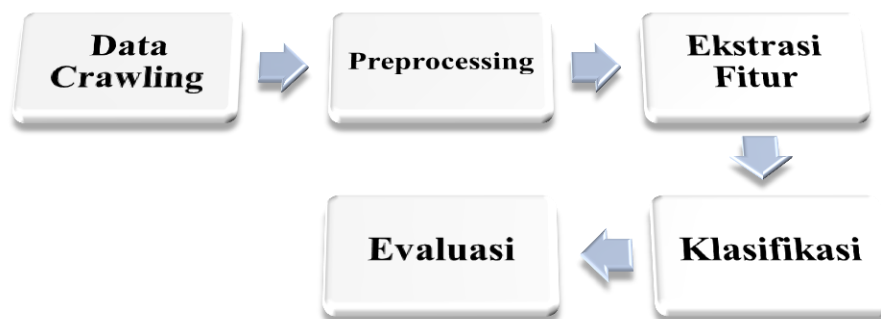 Data
Crawling
Preprocessing
Ekstrasi
Fitur
Klasifikasi
Evaluasi